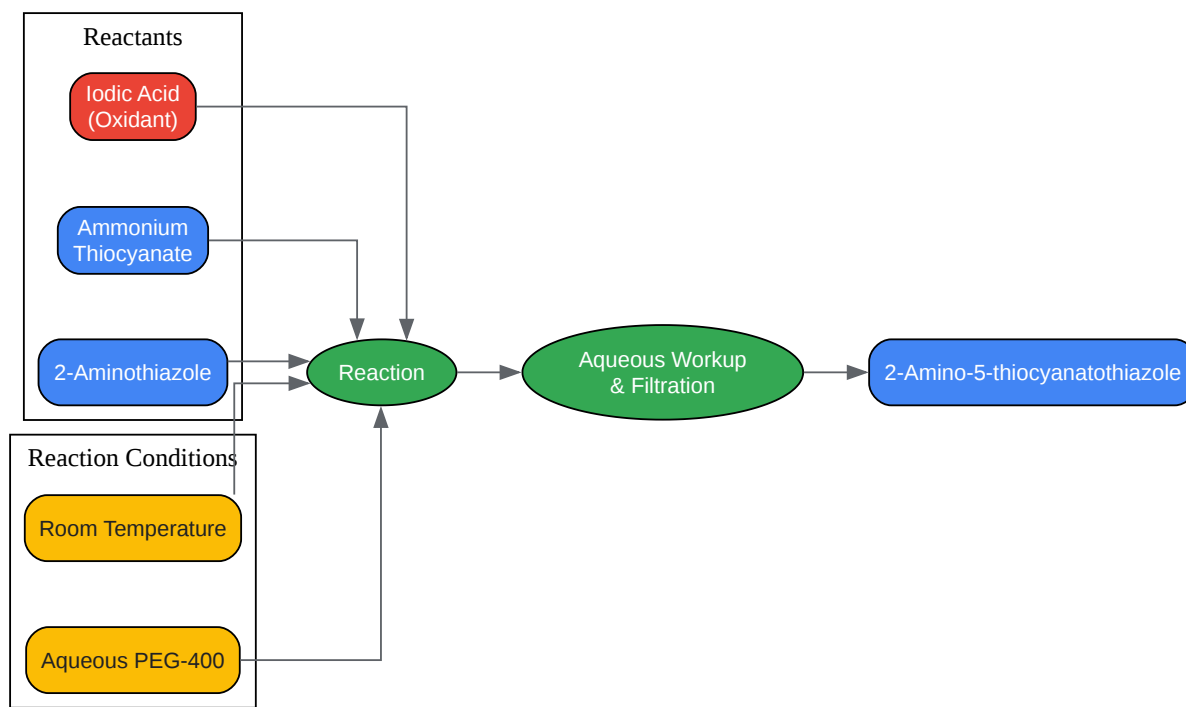 Reactants
Iodic Acid
(Oxidant)
Ammonium
Thiocyanate
2-Aminothiazole
Reaction
Aqueous Workup
& Filtration
2-Amino-5-thiocyanatothiazole
Reaction Conditions
Room Temperature
Aqueous PEG-400